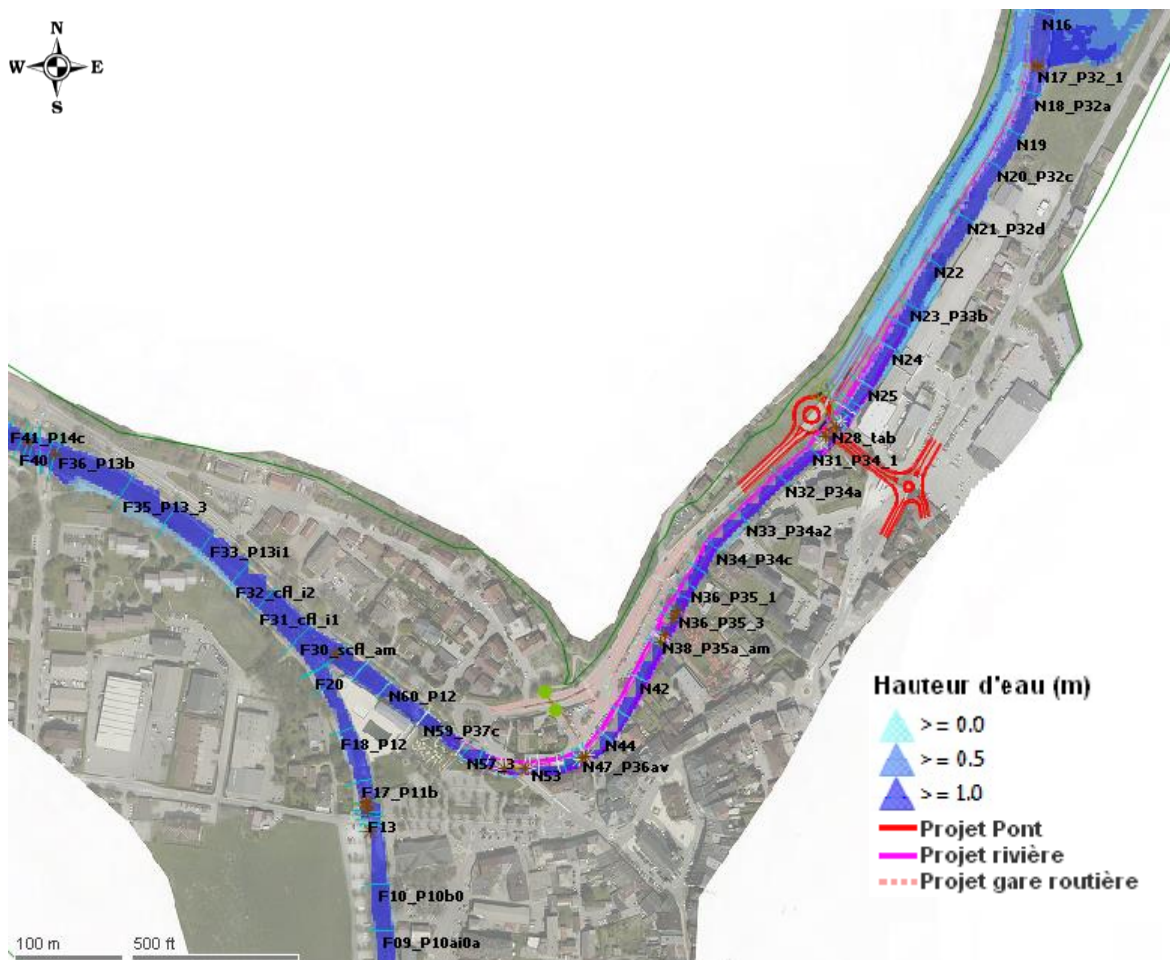 N
W E
S
N16
N17_P32_1
N18_P32a
N19
N20_P32c
N21_P32d
N22
N23_P33b
N24
N25
N28_tab
N31_P34_1
N32_P34a
N33_P34a2
N34_P34c
N36_P35_1
N36_P35_3
N38_P35a_am
N42
N44
N47_P36av
N53
N57_3
N59_P37c
N60_P12
F41_P14c
F40
F36_P13b
F35_P13_3
F33_P13i1
F32_cfl_i2
F31_cfl_i1
F30_scfl_am
F20
F18_P12
F17_P11b
F13
F10_P10b0
F09_P10ai0a
Hauteur d'eau (m)
>= 0.0
>= 0.5
>= 1.0
Projet Pont
Projet rivière
Projet gare routière
100 m 500 ft